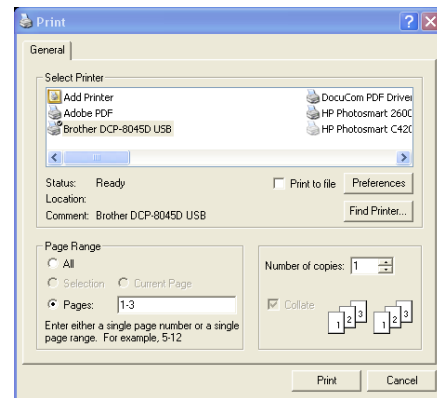 Print
General
Select Printer
Add Printer
Adobe PDF
Brother DCP-8045D USB
DocuCom PDF Driver
HP Photosmart 2600
HP Photosmart C420
Status: Ready
Print to file
Preferences
Location:
Comment: Brother DCP-8045D USB
Find Printer...
Page Range
All
Selection
Current Page
Pages: 1-3
Enter either a single page number or a single
page range. For example, 5-12
Number of copies: 1
Collate
1 2 3
1 2 3
Print
Cancel